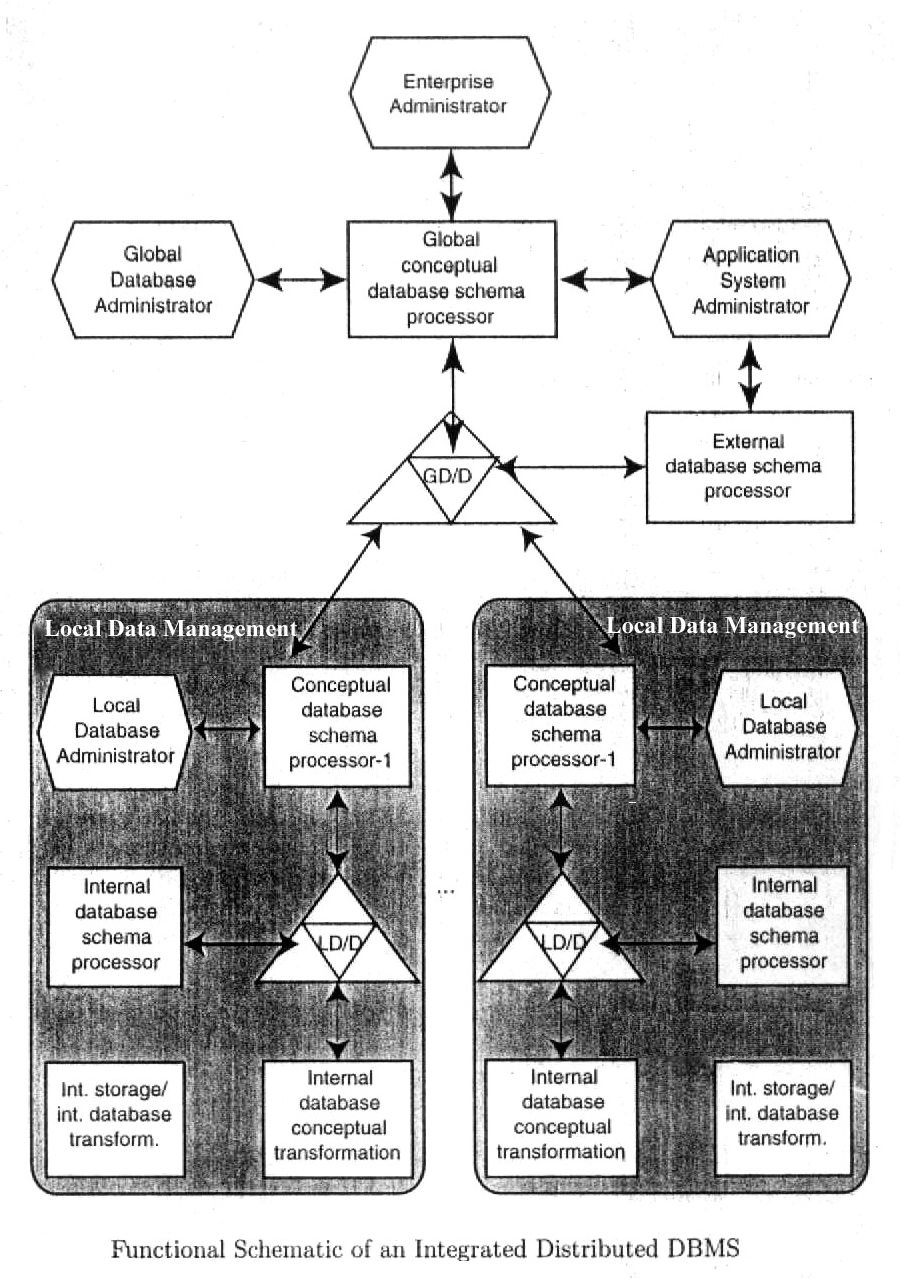 Enterprise
Administrator
Global
Database
Administrator
Global
conceptual
database schema
processor
Application
System
Administrator
External
database schema
processor
GD/D
Local Data Management
Local Data Management
Local
Database
Administrator
Conceptual
database
schema
processor-1
Conceptual
database
schema
processor-1
Local
Database
Administrator
Internal
database
schema
processor
LD/D
...
LD/D
Internal
database
schema
processor
Int. storage/
int. database
transform.
Internal
database
conceptual
transformation
Internal
database
conceptual
transformation
Int. storage/
int. database
transform.
Functional Schematic of an Integrated Distributed DBMS